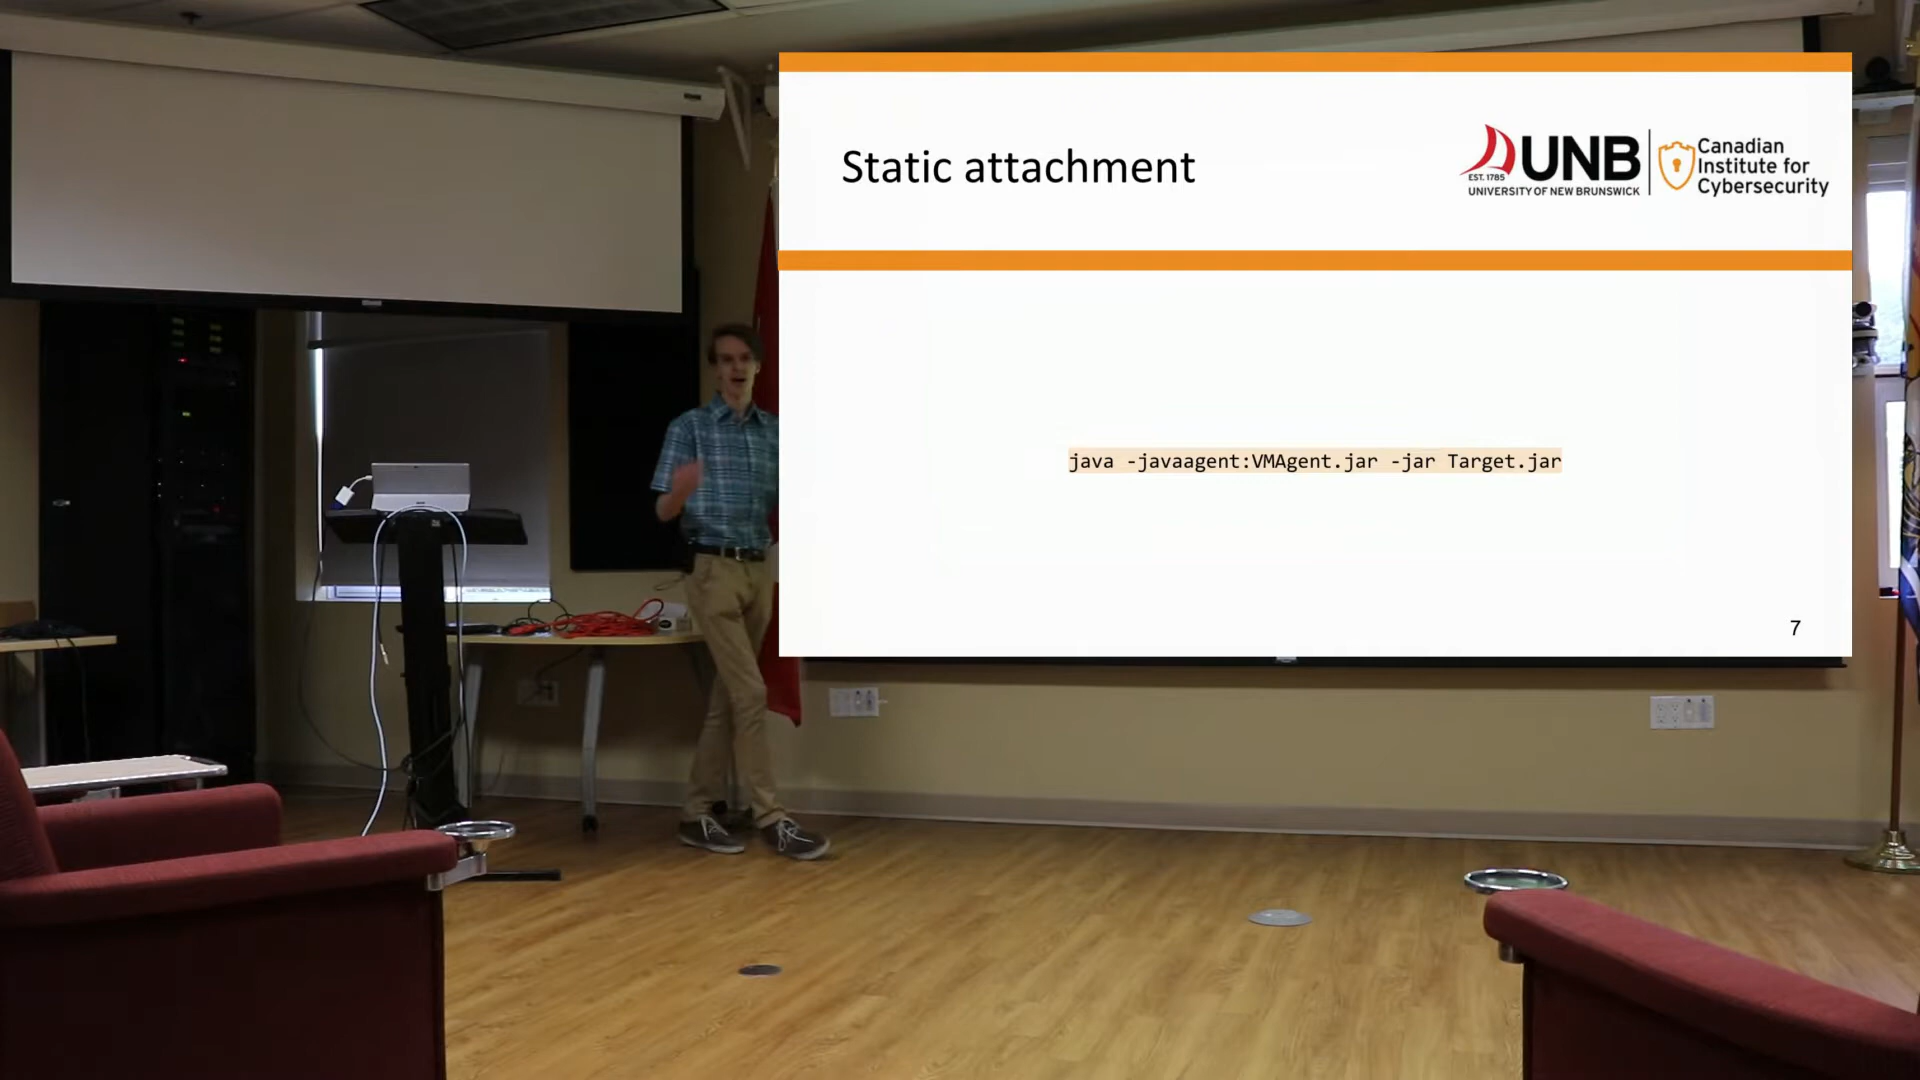 Static attachment
EST. 1785
UNB
UNIVERSITY OF NEW BRUNSWICK
Canadian
Institute for
Cybersecurity
java -javaagent:VMAgent.jar -jar Target.jar
7